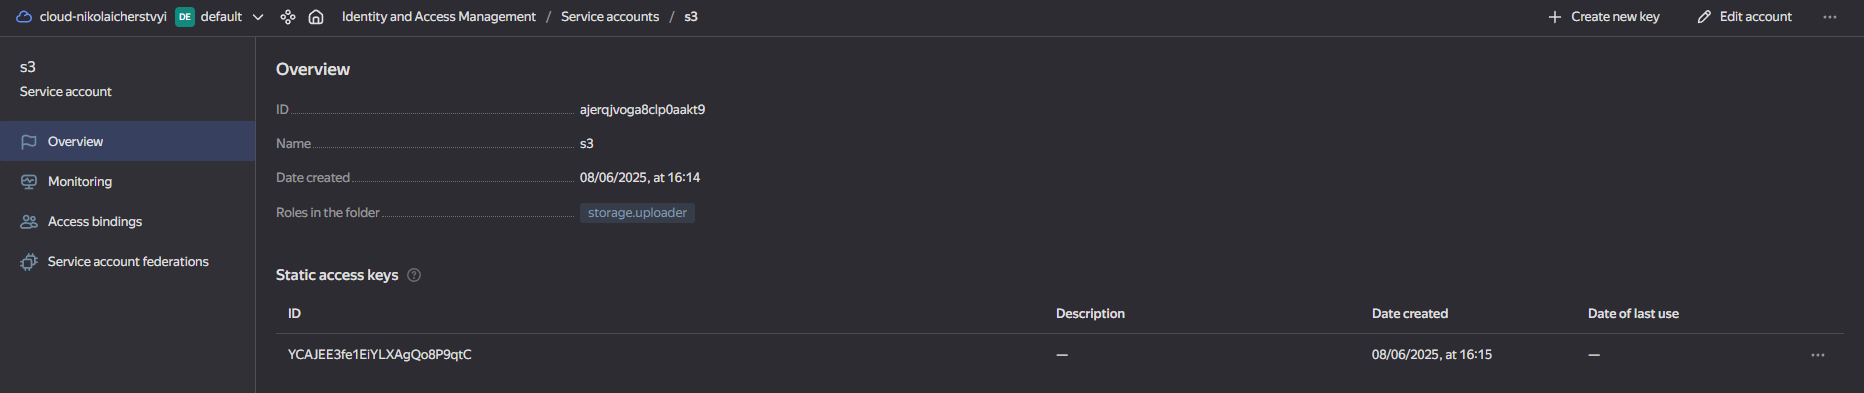 cloud-nikolaicherstvyi DE default Identity and Access Management / Service accounts / s3 Create new key Edit account
s3
Service account
Overview
Monitoring
Access bindings
Service account federations
Overview
ID ajerqjvoga8clp0aakt9
Name s3
Date created 08/06/2025, at 16:14
Roles in the folder storage.uploader
Static access keys
ID Description Date created Date of last use
YCAJEE3fe1EiYLXAgQo8P9qtC — 08/06/2025, at 16:15 —